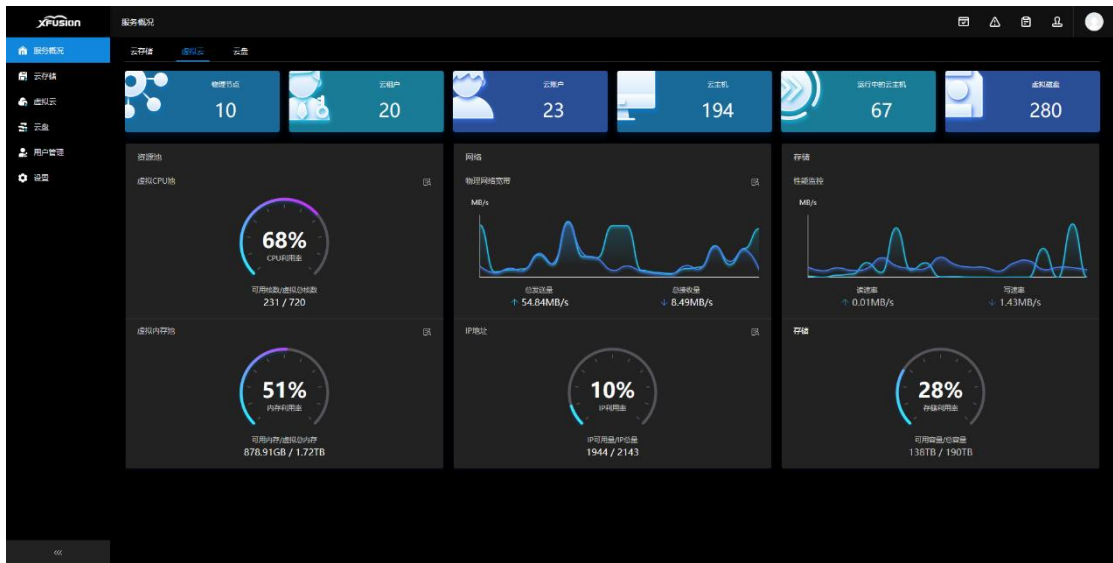 xFUSION
服务概况
服务概况
云存储
虚拟云
云盘
用户管理
设置
云存储 虚拟云 云盘
物理节点
10
云租户
20
云账户
23
云主机
194
运行中的云主机
67
虚拟磁盘
280
资源池
虚拟CPU池
68%
CPU利用率
可用核数/虚拟总核数
231 / 720
网络
物理网络宽带
MB/s
总发送量
↑ 54.84MB/s
总接收量
↓ 8.49MB/s
存储
性能监控
MB/s
读速率
↑ 0.01MB/s
写速率
↓ 1.43MB/s
虚拟内存池
51%
内存利用率
可用内存/虚拟总内存
878.91GB / 1.72TB
IP地址
10%
IP利用率
IP可用量/IP总量
1944 / 2143
存储
28%
存储利用率
可用容量/总容量
138TB / 190TB